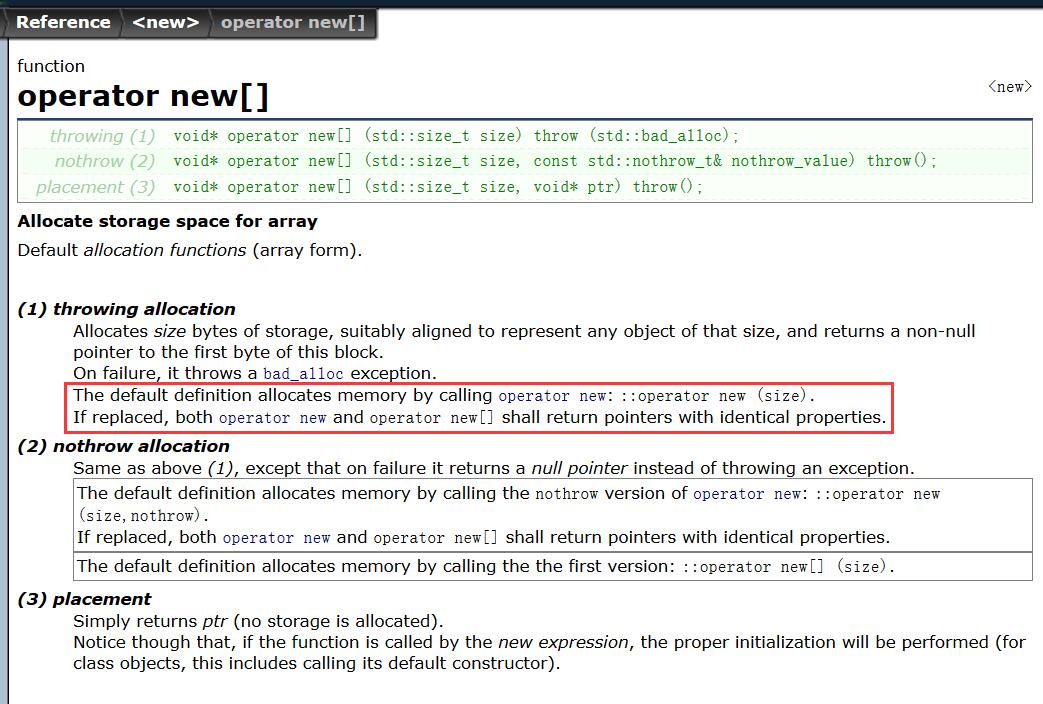 Reference <new> operator new[]
function
operator new[]
<new>
throwing (1) void* operator new[] (std::size_t size) throw (std::bad_alloc);
nothrow (2) void* operator new[] (std::size_t size, const std::nothrow_t& nothrow_value) throw();
placement (3) void* operator new[] (std::size_t size, void* ptr) throw();
Allocate storage space for array
Default allocation functions (array form).
(1) throwing allocation
Allocates size bytes of storage, suitably aligned to represent any object of that size, and returns a non-null
pointer to the first byte of this block.
On failure, it throws a bad_alloc exception.
The default definition allocates memory by calling operator new: ::operator new (size).
If replaced, both operator new and operator new[] shall return pointers with identical properties.
(2) nothrow allocation
Same as above (1), except that on failure it returns a null pointer instead of throwing an exception.
The default definition allocates memory by calling the nothrow version of operator new: ::operator new
(size,nothrow).
If replaced, both operator new and operator new[] shall return pointers with identical properties.
The default definition allocates memory by calling the the first version: ::operator new[] (size).
(3) placement
Simply returns ptr (no storage is allocated).
Notice though that, if the function is called by the new expression, the proper initialization will be performed (for
class objects, this includes calling its default constructor).